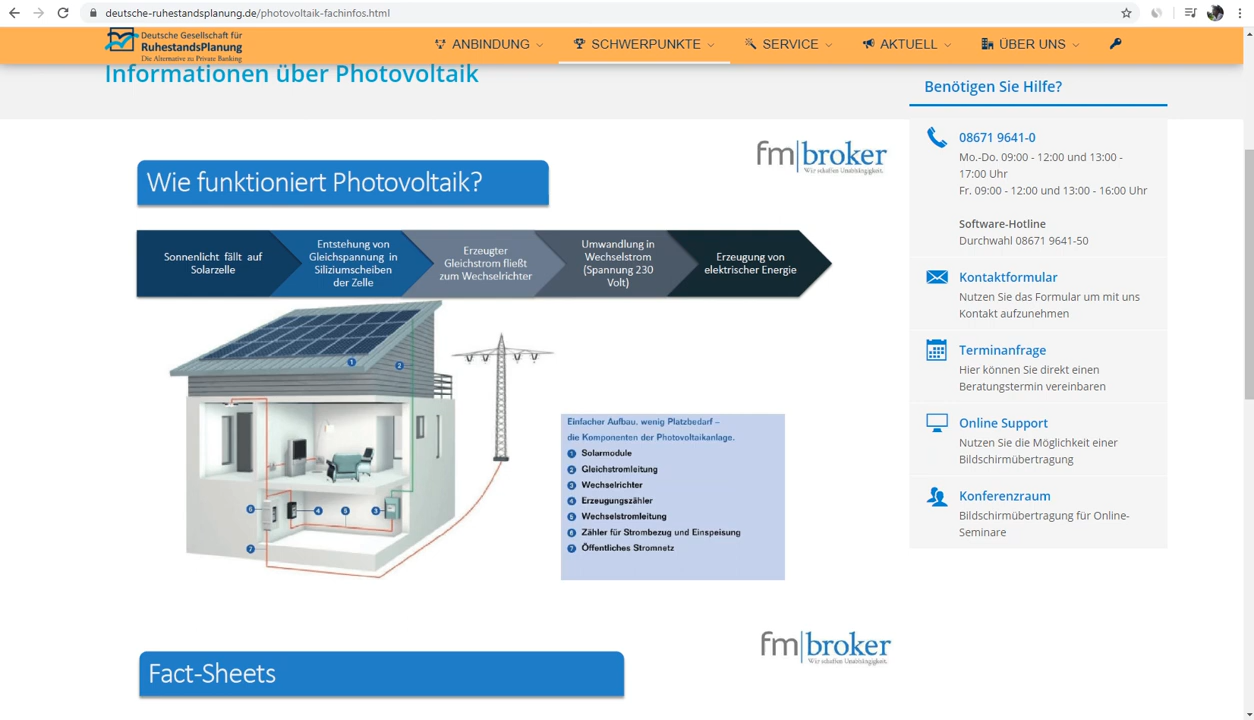 deutsche-ruhestandsplanung.de/photovoltaik-fachinfos.html
Deutsche Gesellschaft für
RuhestandsPlanung
Die Alternative zu Private Banking
ANBINDUNG
SCHWERPUNKTE
SERVICE
AKTUELL
ÜBER UNS
Informationen über Photovoltaik
fm|broker
Wir schaffen Unabhängigkeit.
Wie funktioniert Photovoltaik?
Sonnenlicht fällt auf
Solarzelle
Entstehung von
Gleichspannung in
Siliziumscheiben
der Zelle
Erzeugter
Gleichstrom fließt
zum Wechselrichter
Umwandlung in
Wechselstrom
(Spannung 230
Volt)
Erzeugung von
elektrischer Energie
1
2
6
4
5
3
7
Einfacher Aufbau, wenig Platzbedarf –
die Komponenten der Photovoltaikanlage.
1 Solarmodule
2 Gleichstromleitung
3 Wechselrichter
4 Erzeugungszähler
5 Wechselstromleitung
6 Zähler für Strombezug und Einspeisung
7 Öffentliches Stromnetz
fm|broker
Wir schaffen Unabhängigkeit.
Fact-Sheets
Benötigen Sie Hilfe?
08671 9641-0
Mo.-Do. 09:00 - 12:00 und 13:00 -
17:00 Uhr
Fr. 09:00 - 12:00 und 13:00 - 16:00 Uhr
Software-Hotline
Durchwahl 08671 9641-50
Kontaktformular
Nutzen Sie das Formular um mit uns
Kontakt aufzunehmen
Terminanfrage
Hier können Sie direkt einen
Beratungstermin vereinbaren
Online Support
Nutzen Sie die Möglichkeit einer
Bildschirmübertragung
Konferenzraum
Bildschirmübertragung für Online-
Seminare